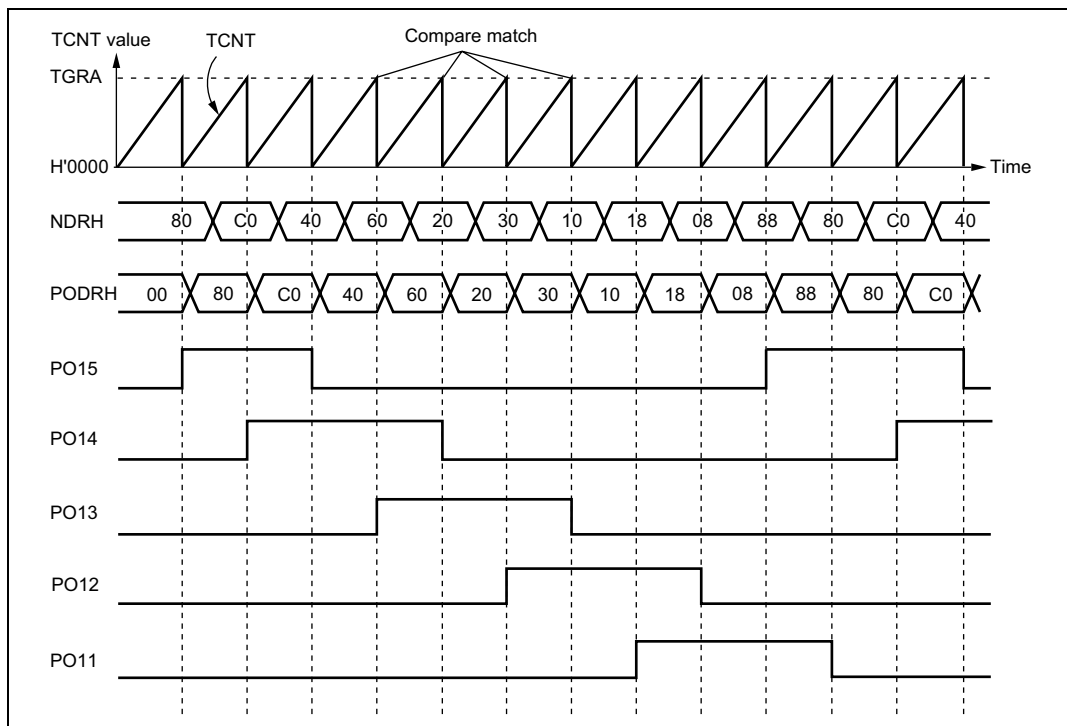 TCNT value
TCNT
Compare match
TGRA
H'0000
Time
NDRH
80 C0 40 60 20 30 10 18 08 88 80 C0 40
PODRH
00 80 C0 40 60 20 30 10 18 08 88 80 C0
PO15
PO14
PO13
PO12
PO11